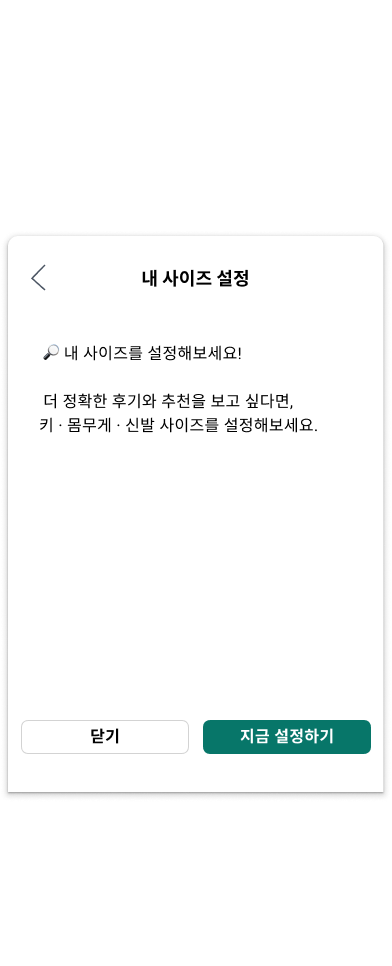 내 사이즈 설정
🔎 내 사이즈를 설정해보세요!
더 정확한 후기와 추천을 보고 싶다면,
키 · 몸무게 · 신발 사이즈를 설정해보세요.
닫기
지금 설정하기